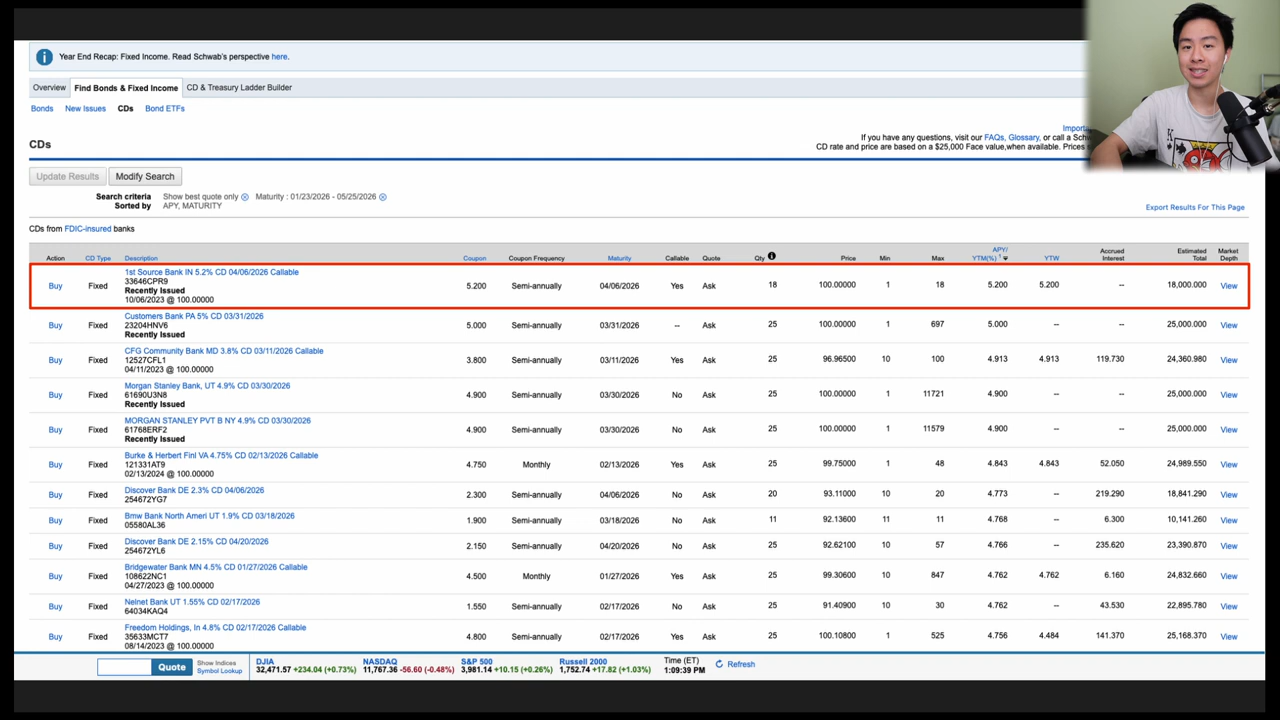 Year End Recap: Fixed Income. Read Schwab's perspective here.
Overview Find Bonds & Fixed Income CD & Treasury Ladder Builder
Bonds New Issues CDs Bond ETFs
If you have any questions, visit our FAQs, Glossary, or call a
CD rate and price are based on a $25,000 Face value,when available. Prices
CDs
Update Results Modify Search
Search criteria Show best quote only Maturity : 01/23/2026 - 05/25/2026
Sorted by APY, MATURITY
Export Results For This Page
CDs from FDIC-insured banks
Action CD Type Description Coupon Coupon Frequency Maturity Callable Quote Qty Price Min Max APY/ YTM(%) 1 YTW Accrued Interest Estimated Total Market Depth
1st Source Bank IN 5.2% CD 04/06/2026 Callable
33646CPR9
Buy Fixed Recently Issued 5.200 Semi-annually 04/06/2026 Yes Ask 18 100.00000 1 18 5.200 5.200 -- 18,000.000 View
10/06/2023 @ 100.00000
Customers Bank PA 5% CD 03/31/2026
Buy Fixed 23204HNV6 5.000 Semi-annually 03/31/2026 -- Ask 25 100.00000 1 697 5.000 -- -- 25,000.000 View
Recently Issued
CFG Community Bank MD 3.8% CD 03/11/2026 Callable
Buy Fixed 12527CFL1 3.800 Semi-annually 03/11/2026 Yes Ask 25 96.96500 10 100 4.913 4.913 119.730 24,360.980 View
04/11/2023 @ 100.00000
Morgan Stanley Bank, UT 4.9% CD 03/30/2026
Buy Fixed 61690U3N8 4.900 Semi-annually 03/30/2026 No Ask 25 100.00000 1 11721 4.900 -- -- 25,000.000 View
Recently Issued
MORGAN STANLEY PVT B NY 4.9% CD 03/30/2026
Buy Fixed 61768ERF2 4.900 Semi-annually 03/30/2026 No Ask 25 100.00000 1 11579 4.900 -- -- 25,000.000 View
Recently Issued
Burke & Herbert Finl VA 4.75% CD 02/13/2026 Callable
Buy Fixed 121331AT9 4.750 Monthly 02/13/2026 Yes Ask 25 99.75000 10 48 4.843 4.843 52.050 24,989.550 View
02/13/2024 @ 100.00000
Discover Bank DE 2.3% CD 04/06/2026
Buy Fixed 254672YG7 2.300 Semi-annually 04/06/2026 No Ask 20 93.11000 10 20 4.773 -- 219.290 18,841.290 View
Bmw Bank North Ameri UT 1.9% CD 03/18/2026
Buy Fixed 05580AL36 1.900 Semi-annually 03/18/2026 No Ask 11 92.13600 11 11 4.768 -- 6.300 10,141.260 View
Discover Bank DE 2.15% CD 04/20/2026
Buy Fixed 254672YL6 2.150 Semi-annually 04/20/2026 No Ask 25 92.62100 10 57 4.766 -- 235.620 23,390.870 View
Bridgewater Bank MN 4.5% CD 01/27/2026 Callable
Buy Fixed 108622NC1 4.500 Monthly 01/27/2026 Yes Ask 25 99.30600 10 847 4.762 4.762 6.160 24,832.660 View
04/27/2023 @ 100.00000
Nelnet Bank UT 1.55% CD 02/17/2026
Buy Fixed 64034KAQ4 1.550 Semi-annually 02/17/2026 No Ask 25 91.40900 10 30 4.762 -- 43.530 22,895.780 View
Freedom Holdings, In 4.8% CD 02/17/2026 Callable
Buy Fixed 35633MCT7 4.800 Semi-annually 02/17/2026 Yes Ask 25 100.10800 1 525 4.756 4.484 141.370 25,168.370 View
08/14/2023 @ 100.00000
Quote Show Indices DJIA NASDAQ S&P 500 Russell 2000 Time (ET) Refresh
Symbol Lookup 32,471.57 +234.04 (+0.73%) 11,767.36 -56.60 (-0.48%) 3,981.14 +10.15 (+0.26%) 1,752.74 +17.82 (+1.03%) 1:09:39 PM